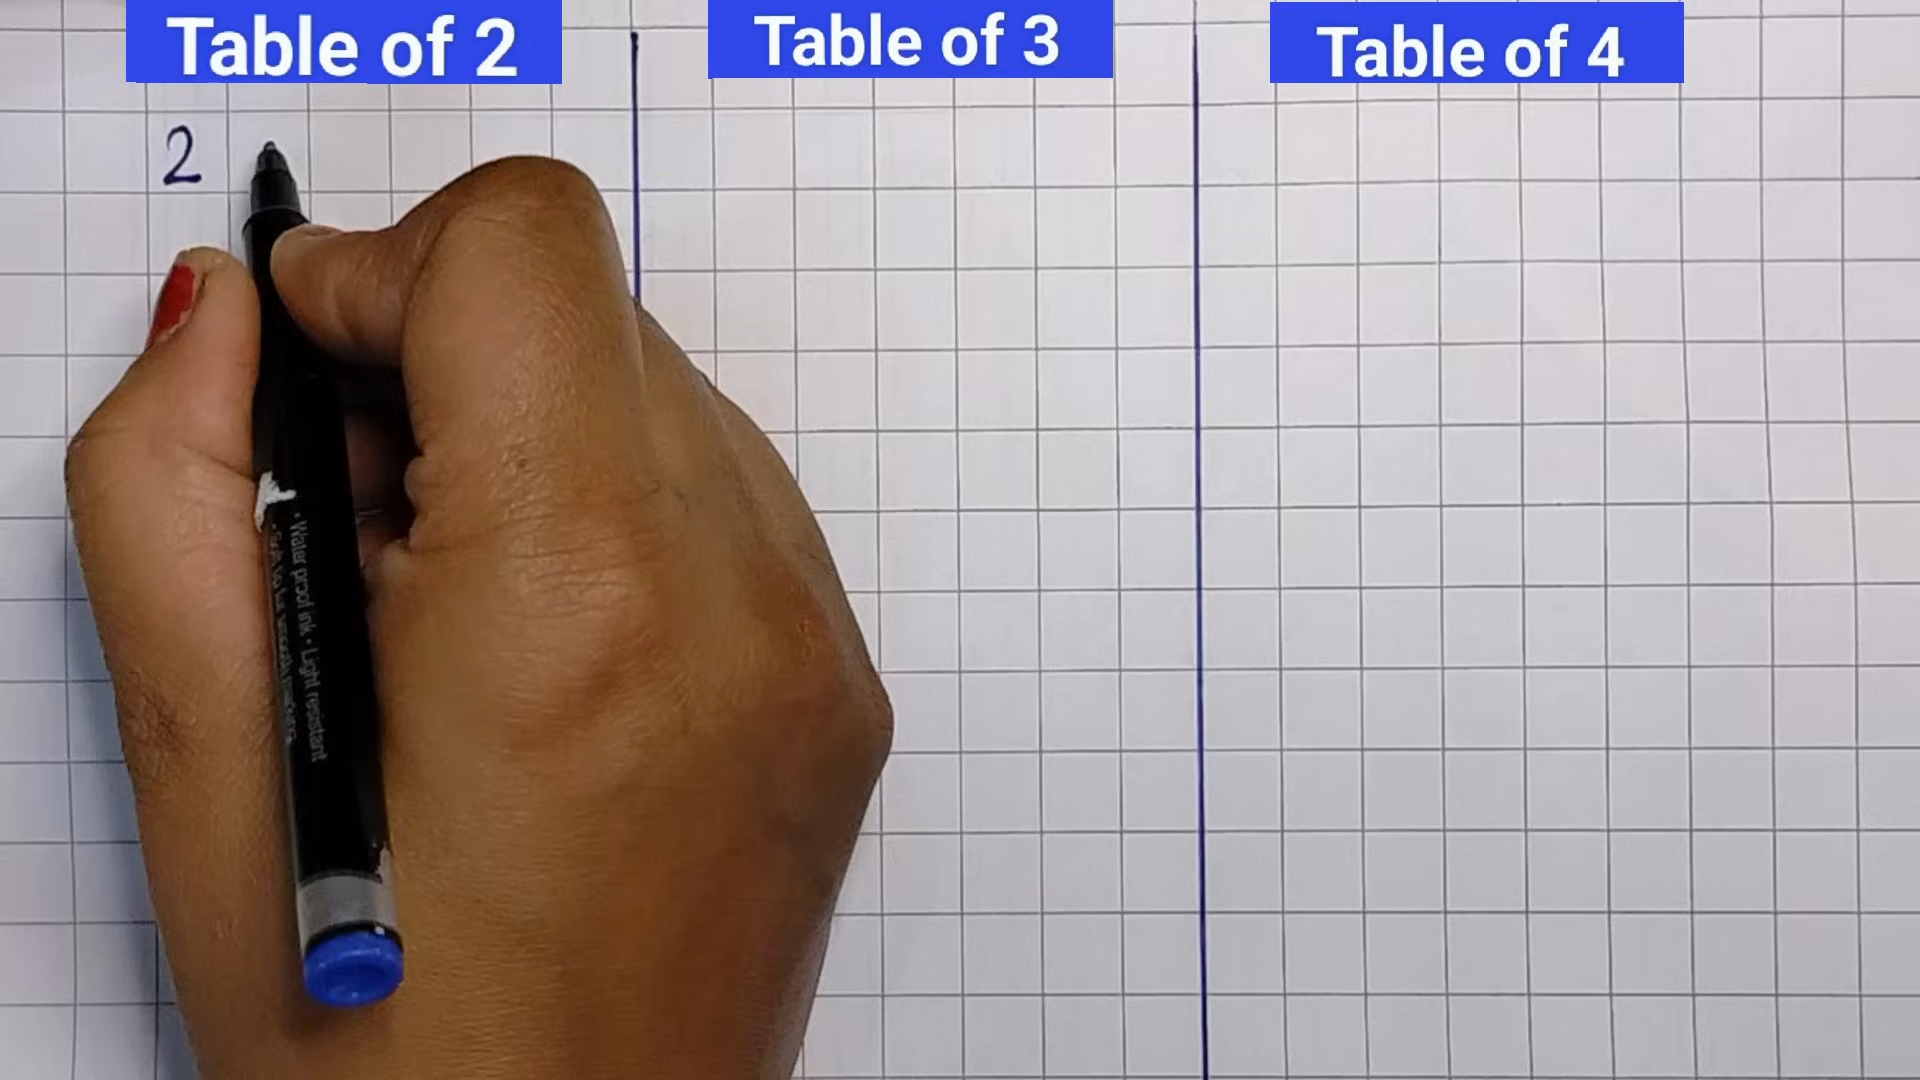 Table of 2
Table of 3
Table of 4
2
• Water proof ink • Light resistant